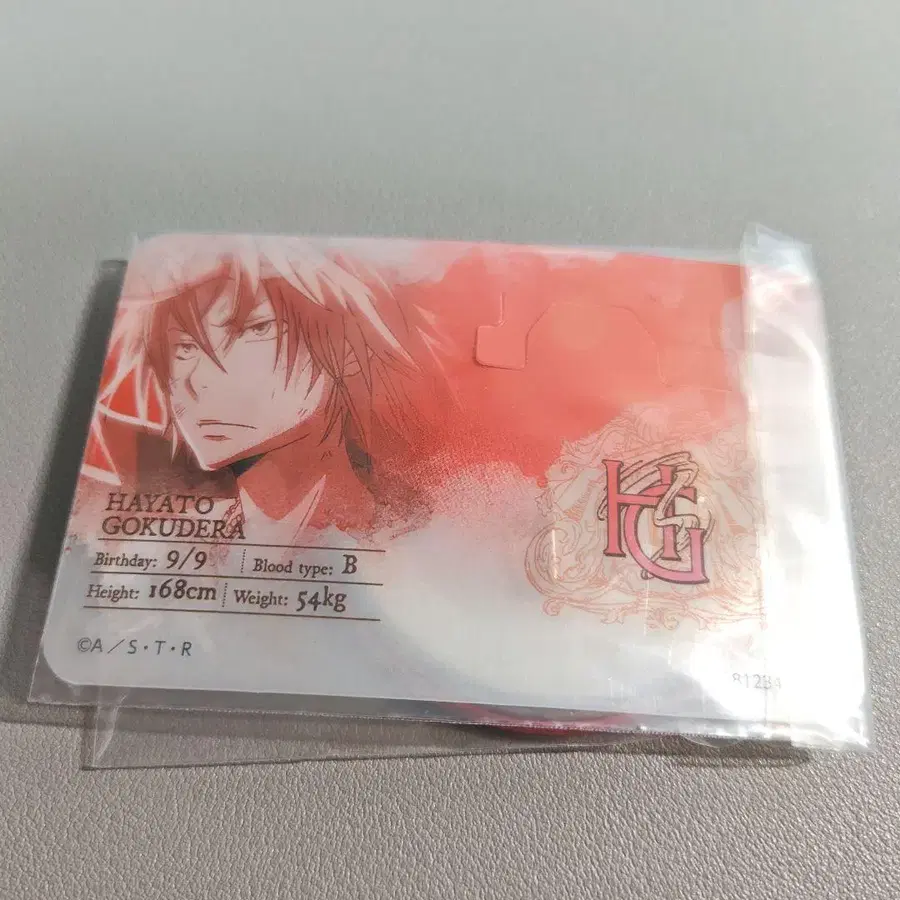 HAYATO
GOKUDERA
Birthday: 9/9 Blood type: B
Height: 168cm Weight: 54kg
©A/S・T・R
HG